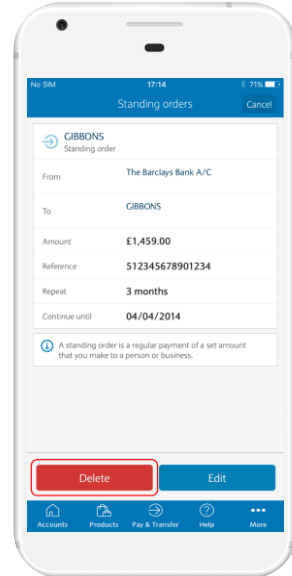 No SIM 17:14 71%
Standing orders Cancel
GIBBONS
Standing order
From The Barclays Bank A/C
To GIBBONS
Amount £1,459.00
Reference 512345678901234
Repeat 3 months
Continue until 04/04/2014
A standing order is a regular payment of a set amount
that you make to a person or business.
Delete Edit
Accounts Products Pay & Transfer Help More